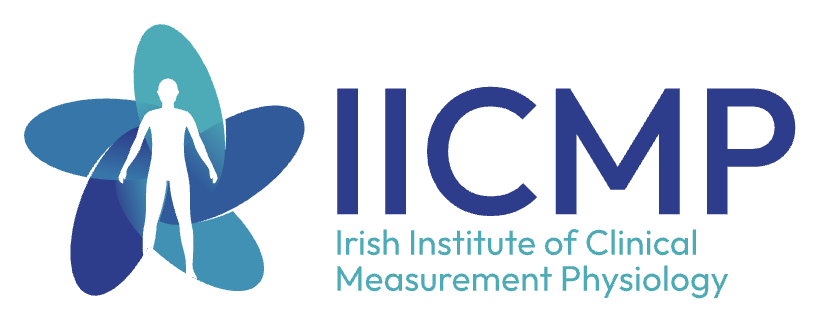 IICMP
Irish Institute of Clinical
Measurement Physiology